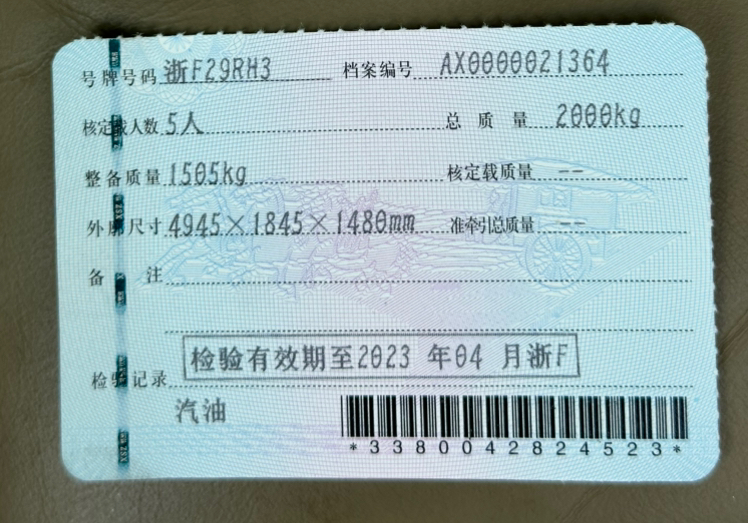 号牌号码 浙F29RH3 档案编号 AX0000021364
核定载人数 5人 总质量 2000kg
整备质量 1505kg 核定载质量 --
外廓尺寸 4945×1845×1480mm 准牵引总质量 --
备注
检验记录 检验有效期至2023年04月浙F
汽油
*3380042824523*